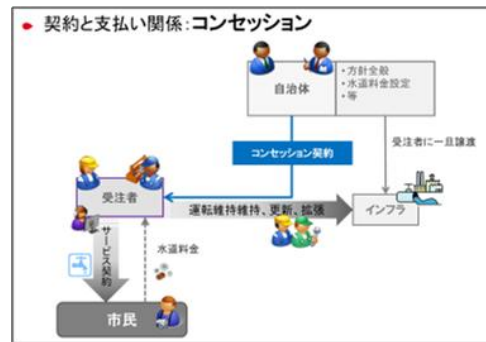 契約と支払い関係：コンセッション
自治体
・方針全般
・水道料金設定
・等
コンセッション契約
受注者に一旦譲渡
受注者
運転維持維持、更新、拡張
インフラ
サービス契約
水道料金
市民